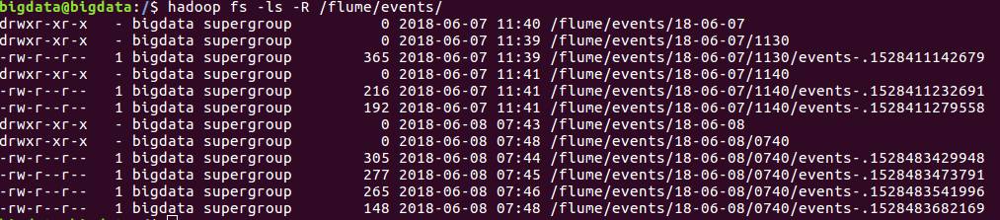 bigdata@bigdata:/$ hadoop fs -ls -R /flume/events/
drwxr-xr-x   - bigdata supergroup          0 2018-06-07 11:40 /flume/events/18-06-07
drwxr-xr-x   - bigdata supergroup          0 2018-06-07 11:39 /flume/events/18-06-07/1130
-rw-r--r--   1 bigdata supergroup        365 2018-06-07 11:39 /flume/events/18-06-07/1130/events-.1528411142679
drwxr-xr-x   - bigdata supergroup          0 2018-06-07 11:41 /flume/events/18-06-07/1140
-rw-r--r--   1 bigdata supergroup        216 2018-06-07 11:41 /flume/events/18-06-07/1140/events-.1528411232691
-rw-r--r--   1 bigdata supergroup        192 2018-06-07 11:41 /flume/events/18-06-07/1140/events-.1528411279558
drwxr-xr-x   - bigdata supergroup          0 2018-06-08 07:43 /flume/events/18-06-08
drwxr-xr-x   - bigdata supergroup          0 2018-06-08 07:48 /flume/events/18-06-08/0740
-rw-r--r--   1 bigdata supergroup        305 2018-06-08 07:44 /flume/events/18-06-08/0740/events-.1528483429948
-rw-r--r--   1 bigdata supergroup        277 2018-06-08 07:45 /flume/events/18-06-08/0740/events-.1528483473791
-rw-r--r--   1 bigdata supergroup        265 2018-06-08 07:46 /flume/events/18-06-08/0740/events-.1528483541996
-rw-r--r--   1 bigdata supergroup        148 2018-06-08 07:48 /flume/events/18-06-08/0740/events-.1528483682169